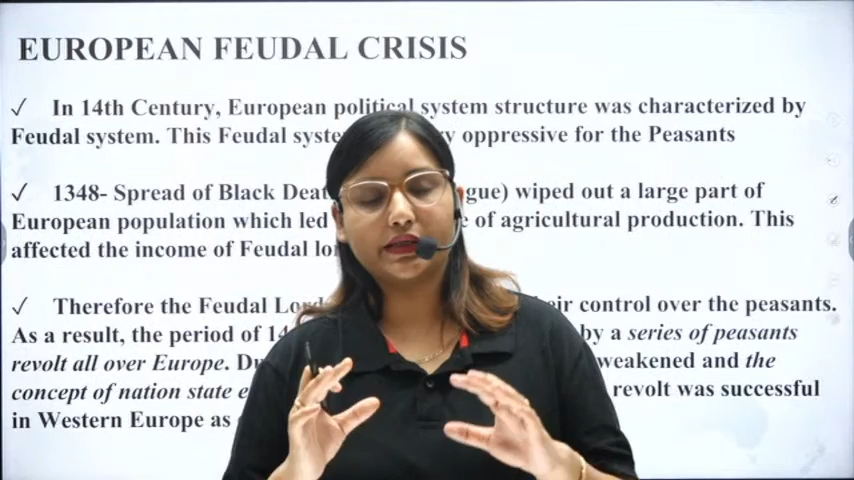 EUROPEAN FEUDAL CRISIS
✓ In 14th Century, European political system structure was characterized by
Feudal system. This Feudal syste y oppressive for the Peasants
✓ 1348- Spread of Black Deat gue) wiped out a large part of
European population which led e of agricultural production. This
affected the income of Feudal lo
✓ Therefore the Feudal Lord eir control over the peasants.
As a result, the period of 14 by a series of peasants
revolt all over Europe. Du weakened and the
concept of nation state e revolt was successful
in Western Europe as